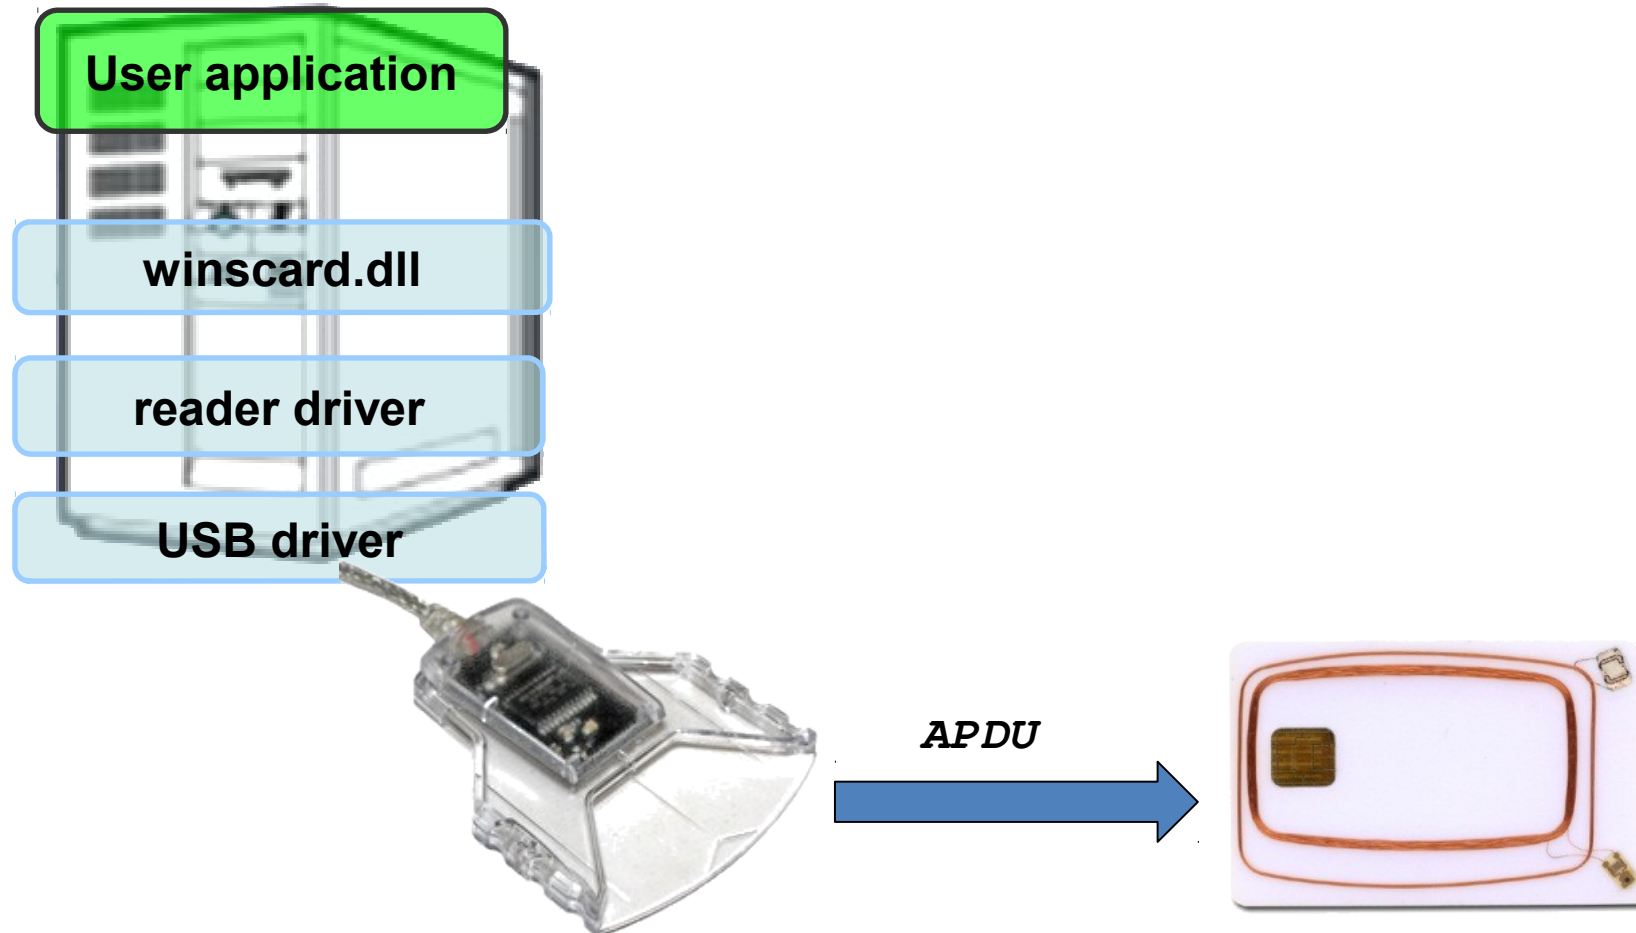 User application
winscard.dll
reader driver
USB driver
APDU